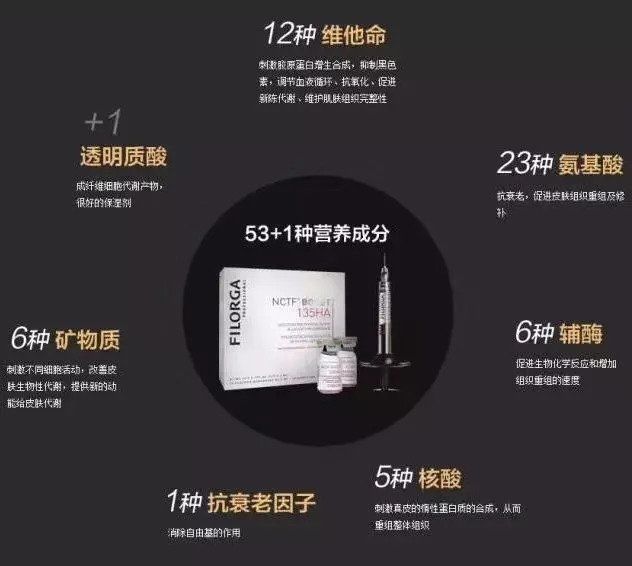 12种 维他命
刺激胶原蛋白增生合成，抑制黑色
素，调节血液循环、抗氧化、促进
新陈代谢、维护肌肤组织完整性
+1
透明质酸
成纤维细胞代谢产物，
很好的保湿剂
23种 氨基酸
抗衰老，促进皮肤组织重组及修
补
53+1种营养成分
FILORGA
PROFESSIONAL
NCTF BOOST
135HA
6种 矿物质
刺激不同细胞活动，改善皮
肤生物性代谢，提供新的动
能给皮肤代谢
6种 辅酶
促进生物化学反应和增加
组织重组的速度
5种 核酸
刺激真皮的惰性蛋白质的合成，从而
重组整体组织
1种 抗衰老因子
消除自由基的作用